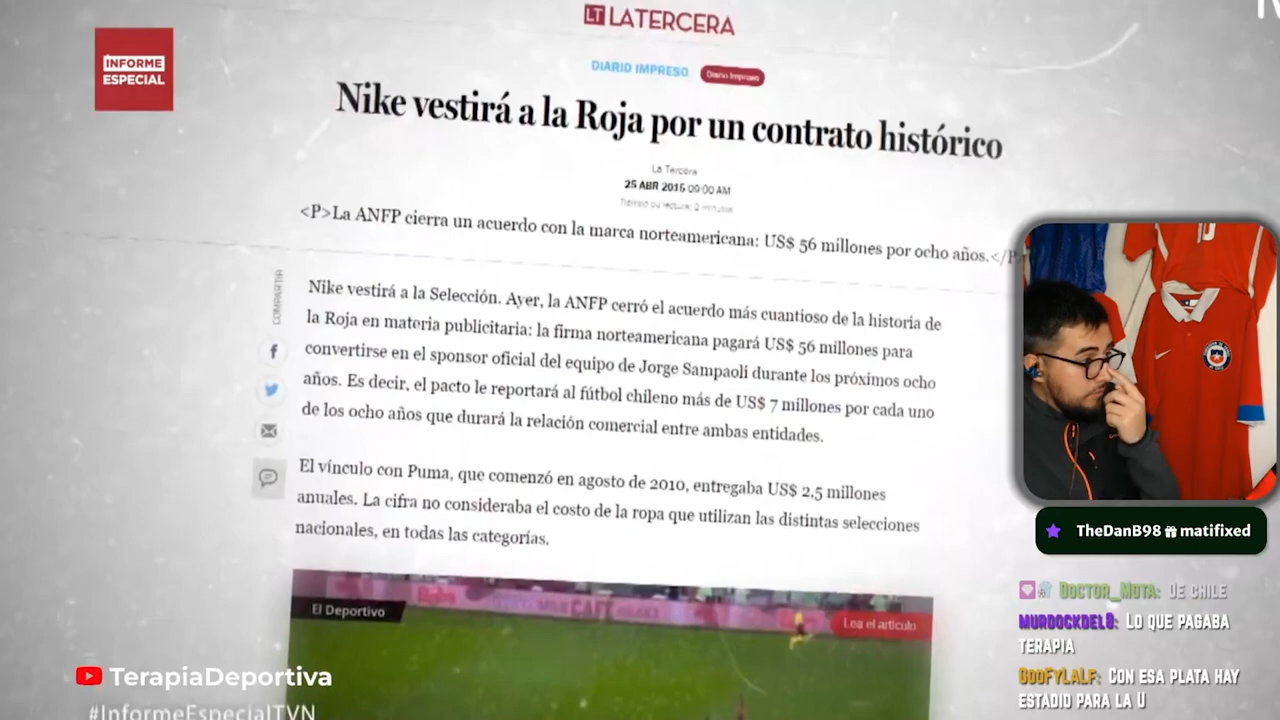 LT LATERCERA
INFORME
ESPECIAL
DIARIO IMPRESO Diario Impreso
Nike vestirá a la Roja por un contrato histórico
La Tercera
25 ABR 2015 09:00 AM
Tiempo de lectura: 2 minutos
<P>La ANFP cierra un acuerdo con la marca norteamericana: US$ 56 millones por ocho años.</P
COMPARTIR
Nike vestirá a la Selección. Ayer, la ANFP cerró el acuerdo más cuantioso de la historia de
la Roja en materia publicitaria: la firma norteamericana pagará US$ 56 millones para
convertirse en el sponsor oficial del equipo de Jorge Sampaoli durante los próximos ocho
años. Es decir, el pacto le reportará al fútbol chileno más de US$ 7 millones por cada uno
de los ocho años que durará la relación comercial entre ambas entidades.
El vínculo con Puma, que comenzó en agosto de 2010, entregaba US$ 2,5 millones
anuales. La cifra no consideraba el costo de la ropa que utilizan las distintas selecciones
nacionales, en todas las categorías.
El Deportivo
Lea el artículo
TheDanB98 matifixed
Doctor_Mota: UE CHILE
MURDOCKDEL8: Lo que pagaba
terapia
GooFyLaLf: Con esa plata hay
estadio para la U
TerapiaDeportiva
#InformeEspecialTVN